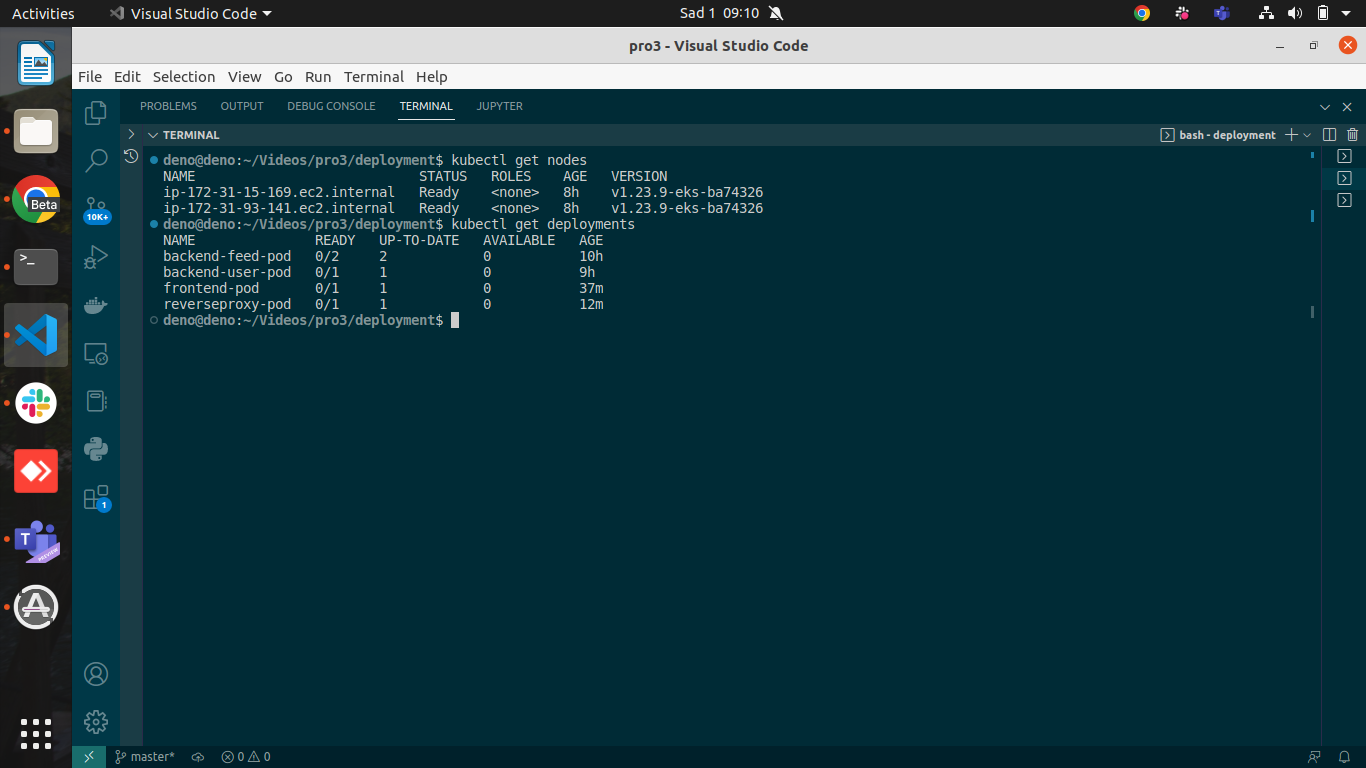 Activities Visual Studio Code Sad 1 09:10
pro3 - Visual Studio Code
File Edit Selection View Go Run Terminal Help
PROBLEMS OUTPUT DEBUG CONSOLE TERMINAL JUPYTER
TERMINAL bash - deployment
deno@deno:~/Videos/pro3/deployment$ kubectl get nodes
NAME STATUS ROLES AGE VERSION
ip-172-31-15-169.ec2.internal Ready <none> 8h v1.23.9-eks-ba74326
ip-172-31-93-141.ec2.internal Ready <none> 8h v1.23.9-eks-ba74326
deno@deno:~/Videos/pro3/deployment$ kubectl get deployments
NAME READY UP-TO-DATE AVAILABLE AGE
backend-feed-pod 0/2 2 0 10h
backend-user-pod 0/1 1 0 9h
frontend-pod 0/1 1 0 37m
reverseproxy-pod 0/1 1 0 12m
deno@deno:~/Videos/pro3/deployment$
Beta
10K+
>_
1
T
PREVIEW
master* 0 0